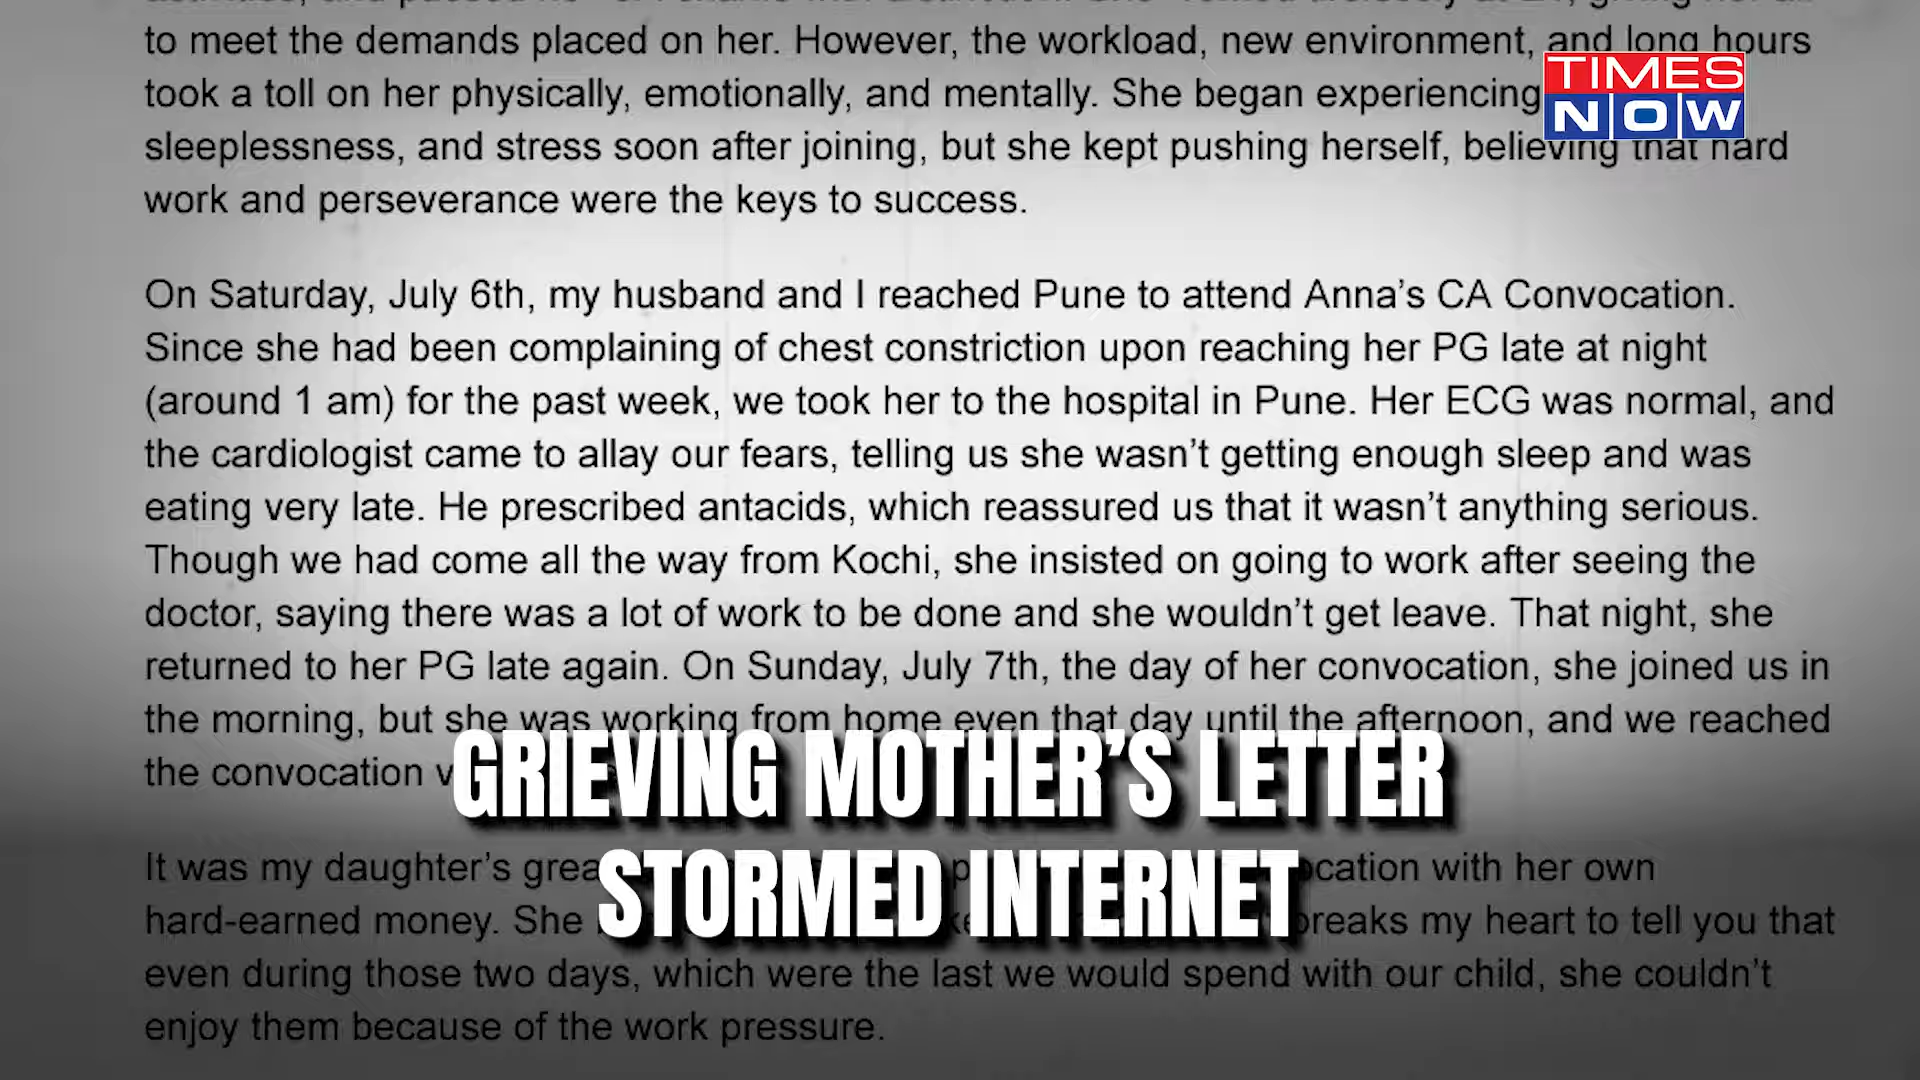 to meet the demands placed on her. However, the workload, new environment, and long hours
took a toll on her physically, emotionally, and mentally. She began experiencing
sleeplessness, and stress soon after joining, but she kept pushing herself, believing that hard
work and perseverance were the keys to success.
On Saturday, July 6th, my husband and I reached Pune to attend Anna’s CA Convocation.
Since she had been complaining of chest constriction upon reaching her PG late at night
(around 1 am) for the past week, we took her to the hospital in Pune. Her ECG was normal, and
the cardiologist came to allay our fears, telling us she wasn’t getting enough sleep and was
eating very late. He prescribed antacids, which reassured us that it wasn’t anything serious.
Though we had come all the way from Kochi, she insisted on going to work after seeing the
doctor, saying there was a lot of work to be done and she wouldn’t get leave. That night, she
returned to her PG late again. On Sunday, July 7th, the day of her convocation, she joined us in
the morning, but she was working from home even that day until the afternoon, and we reached
the convocation
It was my daughter’s own
hard-earned money. She breaks my heart to tell you that
even during those two days, which were the last we would spend with our child, she couldn’t
enjoy them because of the work pressure.
TIMES
NOW
GRIEVING MOTHER’S LETTER
STORMED INTERNET